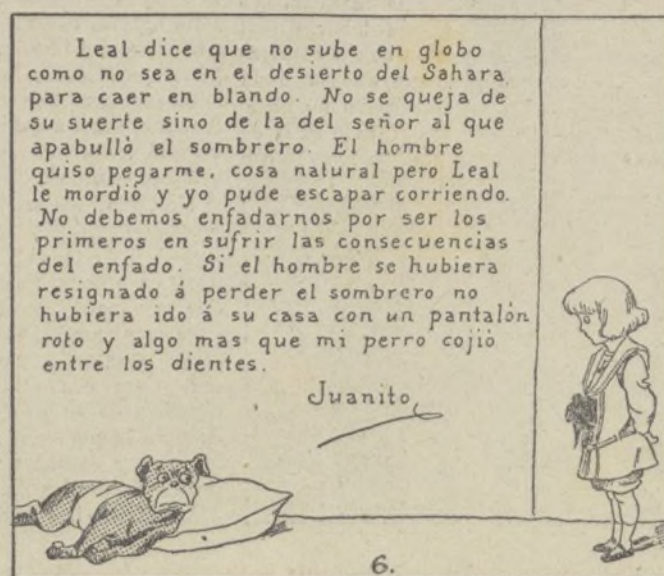 Leal dice que no sube en globo
como no sea en el desierto del Sahara
para caer en blando. No se queja de
su suerte sino de la del señor al que
apabulló el sombrero. El hombre
quiso pegarme, cosa natural pero Leal
le mordió y yo pude escapar corriendo.
No debemos enfadarnos por ser los
primeros en sufrir las consecuencias
del enfado. Si el hombre se hubiera
resignado á perder el sombrero no
hubiera ido á su casa con un pantalón
roto y algo mas que mi perro cojió
entre los dientes.
Juanito
6.